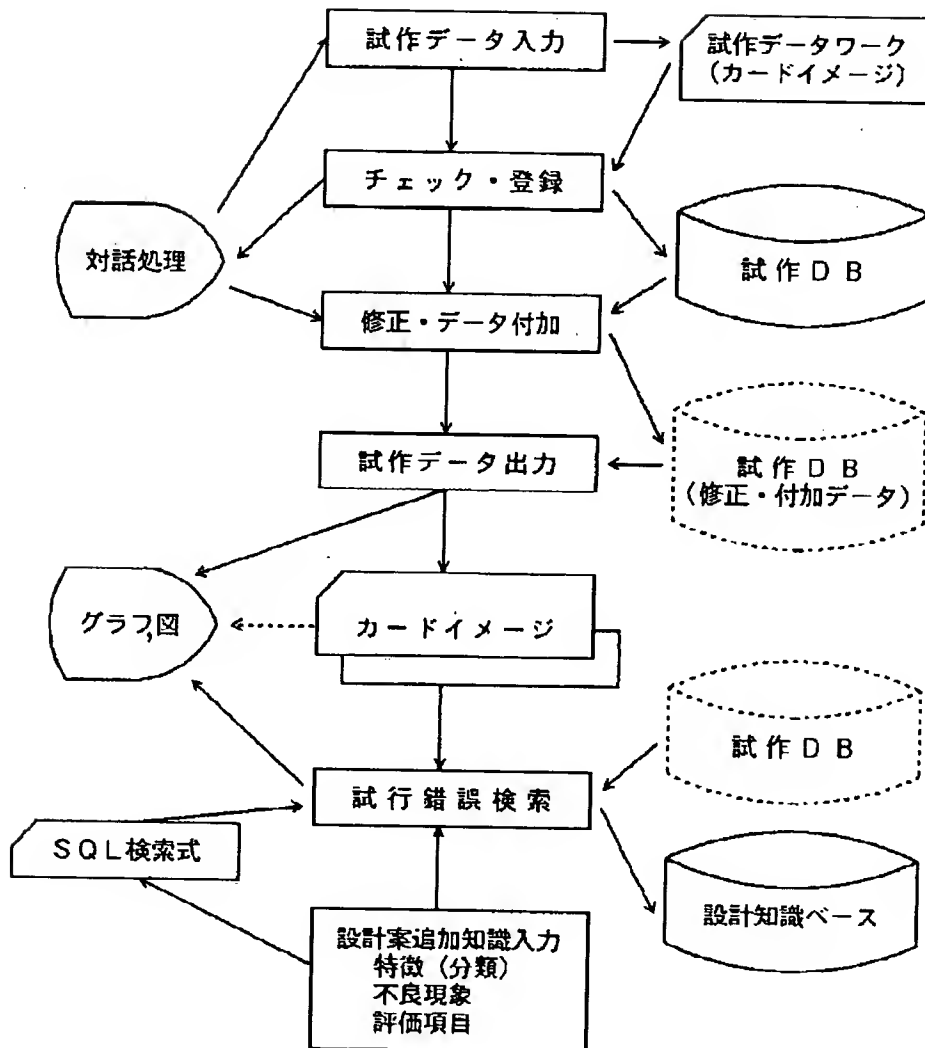 試作データ入力
試作データワーク
(カードイメージ)
チェック・登録
対話処理
試作DB
修正・データ付加
試作データ出力
試作DB
(修正・付加データ)
グラフ,図
カードイメージ
試作DB
試行錯誤検索
SQL検索式
設計知識ベース
設計案追加知識入力
特徴(分類)
不良現象
評価項目